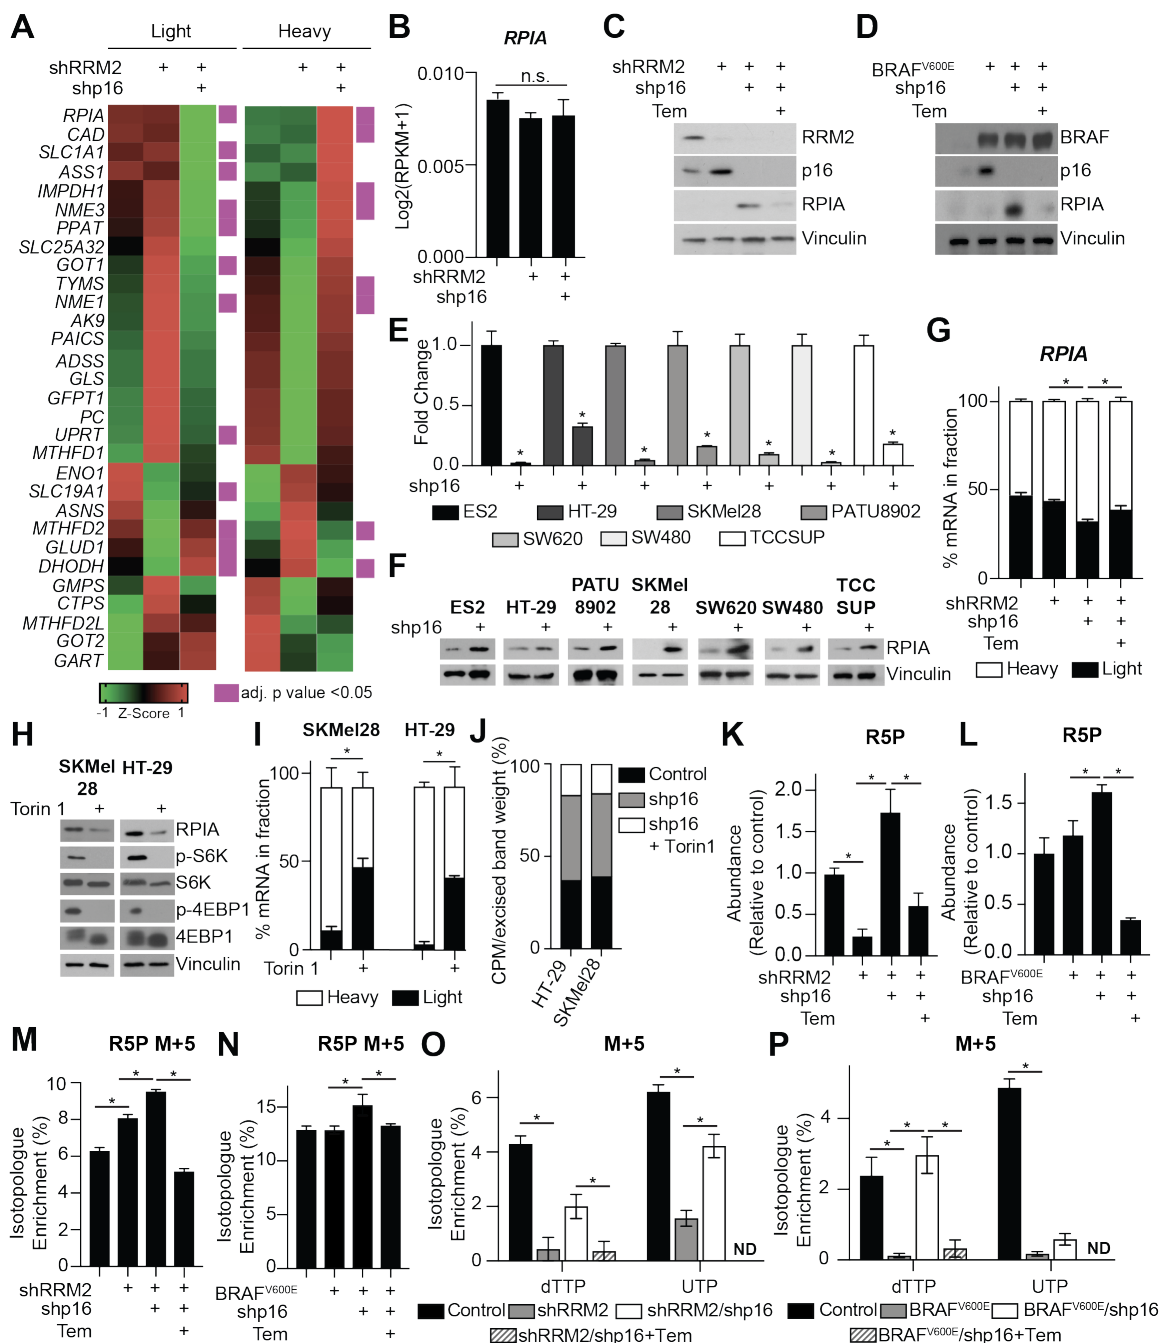 A
Light
Heavy
shRRM2 + + + +
shp16 + +
RPIA
CAD
SLC1A1
ASS1
IMPDH1
NME3
PPAT
SLC25A32
GOT1
TYMS
NME1
AK9
PAICS
ADSS
GLS
GFPT1
PC
UPRT
MTHFD1
ENO1
SLC19A1
ASNS
MTHFD2
GLUD1
DHODH
GMPS
CTPS
MTHFD2L
GOT2
GART
-1 Z-Score 1
adj. p value <0.05
B
RPIA
Log2(RPKM+1)
0.010
0.005
0.000
n.s.
shRRM2 + +
shp16 +
C
shRRM2 + + +
shp16 + +
Tem +
RRM2
p16
RPIA
Vinculin
D
BRAFV600E + + +
shp16 + +
Tem +
BRAF
p16
RPIA
Vinculin
E
Fold Change
1.0
0.5
0.0
* * * * * * *
shp16 + + + + + + +
ES2 HT-29 SKMel28 PATU8902
SW620 SW480 TCCSUP
F
ES2 HT-29 PATU 8902 SKMel 28 SW620 SW480 TCC SUP
shp16 + + + + + + +
RPIA
Vinculin
G
RPIA
% mRNA in fraction
100
50
0
* *
shRRM2 + + +
shp16 + +
Tem +
Heavy Light
H
SKMel 28 HT-29
Torin 1 + +
RPIA
p-S6K
S6K
p-4EBP1
4EBP1
Vinculin
I
SKMel28 HT-29
% mRNA in fraction
100
50
0
* *
Torin 1 + +
Heavy Light
J
CPM/excised band weight (%)
100
50
0
HT-29
SKMel28
Control
shp16
shp16
+ Torin1
K
R5P
Abundance
(Relative to control)
2.0
1.5
1.0
0.5
0.0
* * *
shRRM2 + + +
shp16 + +
Tem +
L
R5P
Abundance
(Relative to control)
1.5
1.0
0.5
0.0
* * *
BRAFV600E + + +
shp16 + +
Tem +
M
R5P M+5
Isotopologue
Enrichment (%)
10
8
6
4
2
0
* * *
shRRM2 + + +
shp16 + +
Tem +
N
R5P M+5
Isotopologue
Enrichment (%)
15
10
5
0
* *
BRAFV600E + + +
shp16 + +
Tem +
O
M+5
Isotopologue
Enrichment (%)
6
4
2
0
* * * *
ND
dTTP UTP
Control shRRM2 shRRM2/shp16
shRRM2/shp16+Tem
P
M+5
Isotopologue
Enrichment (%)
4
2
0
* * * *
ND
dTTP UTP
Control BRAFV600E BRAFV600E/shp16
BRAFV600E/shp16+Tem